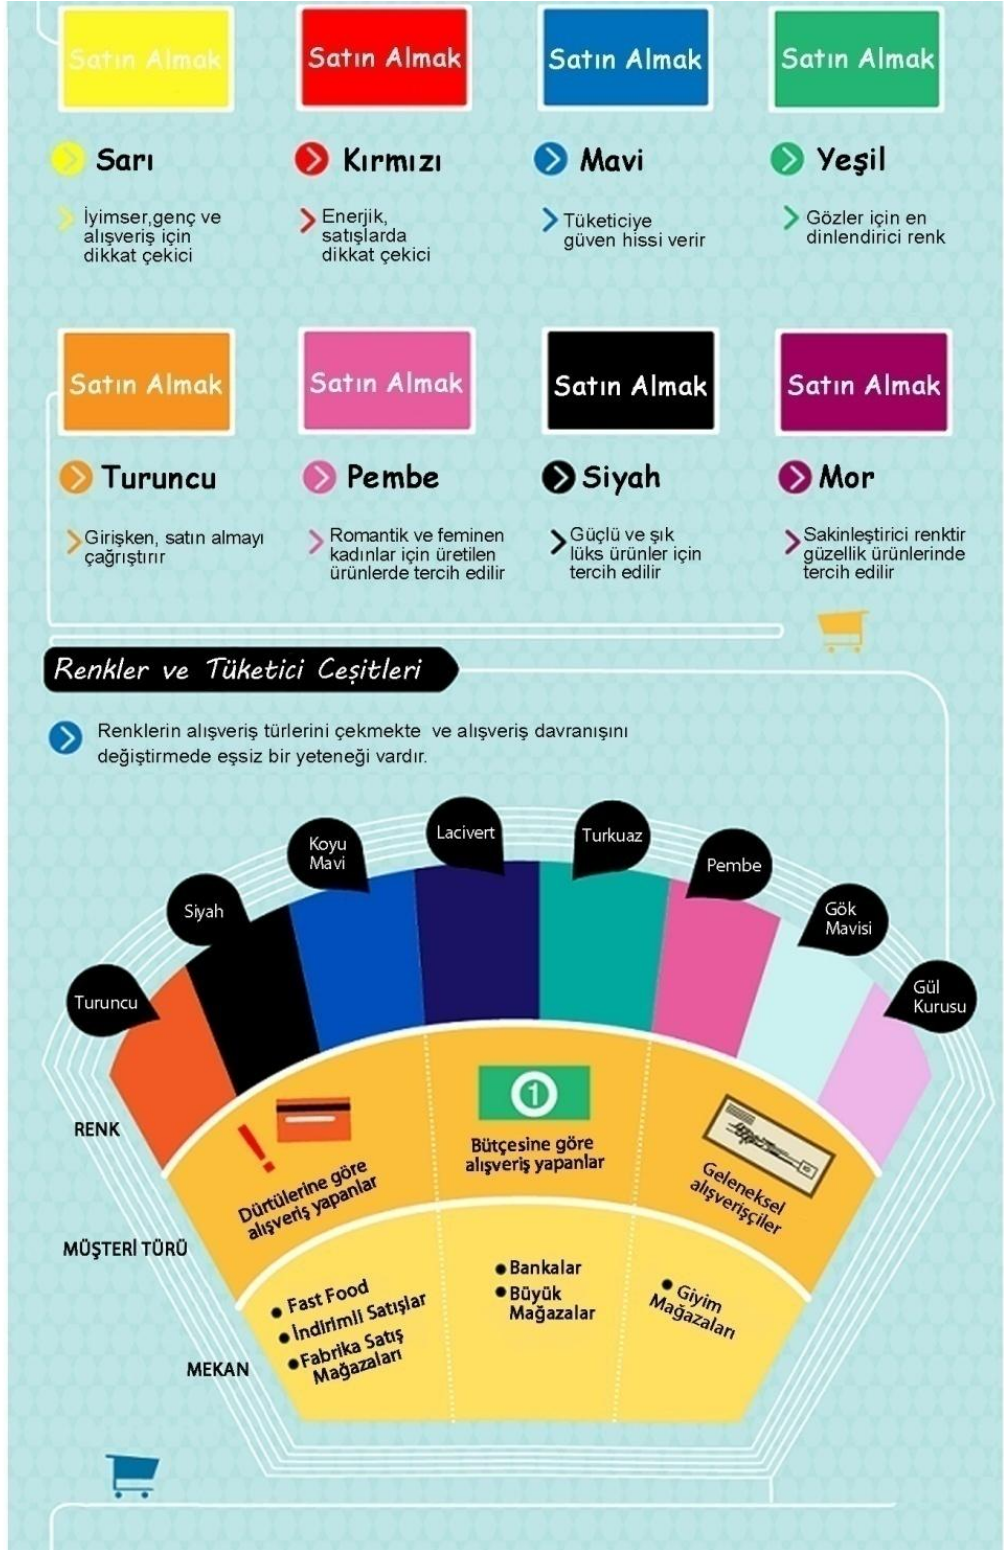 Satın Almak
Satın Almak
Satın Almak
Satın Almak
Sarı
Kırmızı
Mavi
Yeşil
İyimser,genç ve
alışveriş için
dikkat çekici
Enerjik,
satışlarda
dikkat çekici
Tüketiciye
güven hissi verir
Gözler için en
dinlendirici renk
Satın Almak
Satın Almak
Satın Almak
Satın Almak
Turuncu
Pembe
Siyah
Mor
Girişken, satın almayı
çağrıştırır
Romantik ve feminen
kadınlar için üretilen
ürünlerde tercih edilir
Güçlü ve şık
lüks ürünler için
tercih edilir
Sakinleştirici renktir
güzellik ürünlerinde
tercih edilir
Renkler ve Tüketici Ceşitleri
Renklerin alışveriş türlerini çekmekte ve alışveriş davranışını
değiştirmede eşsiz bir yeteneği vardır.
Turuncu
Siyah
Koyu
Mavi
Lacivert
Turkuaz
Pembe
Gök
Mavisi
Gül
Kurusu
RENK
1
Dürtülerine göre
alışveriş yapanlar
Bütçesine göre
alışveriş yapanlar
Geleneksel
alışverişçiler
MÜŞTERİ TÜRÜ
Fast Food
İndirimli Satışlar
Fabrika Satış
Mağazaları
Bankalar
Büyük
Mağazalar
Giyim
Mağazaları
MEKAN